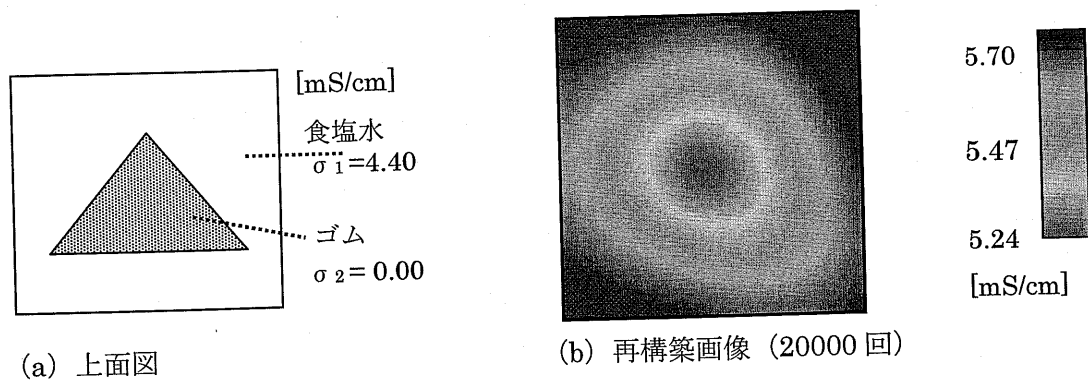 [mS/cm]
食塩水
σ 1=4.40
ゴム
σ 2 = 0.00
(a) 上面図
5.70
5.47
5.24
[mS/cm]
(b) 再構築画像 (20000 回)